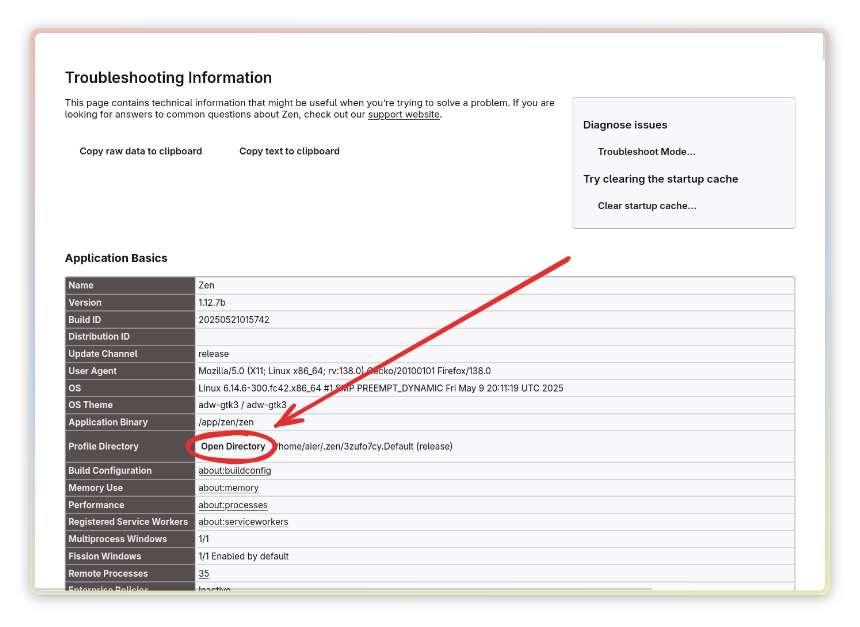 Troubleshooting Information
This page contains technical information that might be useful when you're trying to solve a problem. If you are
looking for answers to common questions about Zen, check out our support website.
Copy raw data to clipboard
Copy text to clipboard
Diagnose issues
Troubleshoot Mode...
Try clearing the startup cache
Clear startup cache...
Application Basics
Name Zen
Version 1.12.7b
Build ID 20250521015742
Distribution ID
Update Channel release
User Agent Mozilla/5.0 (X11; Linux x86_64; rv:138.0) Gecko/20100101 Firefox/138.0
OS Linux 6.14.6-300.fc42.x86_64 #1 SMP PREEMPT_DYNAMIC Fri May 9 20:11:19 UTC 2025
OS Theme adw-gtk3 / adw-gtk3
Application Binary /app/zen/zen
Profile Directory Open Directory /home/aier/.zen/3zufo7cy.Default (release)
Build Configuration about:buildconfig
Memory Use about:memory
Performance about:processes
Registered Service Workers about:serviceworkers
Multiprocess Windows 1/1
Fission Windows 1/1 Enabled by default
Remote Processes 35
Enterprise Policies Inactive